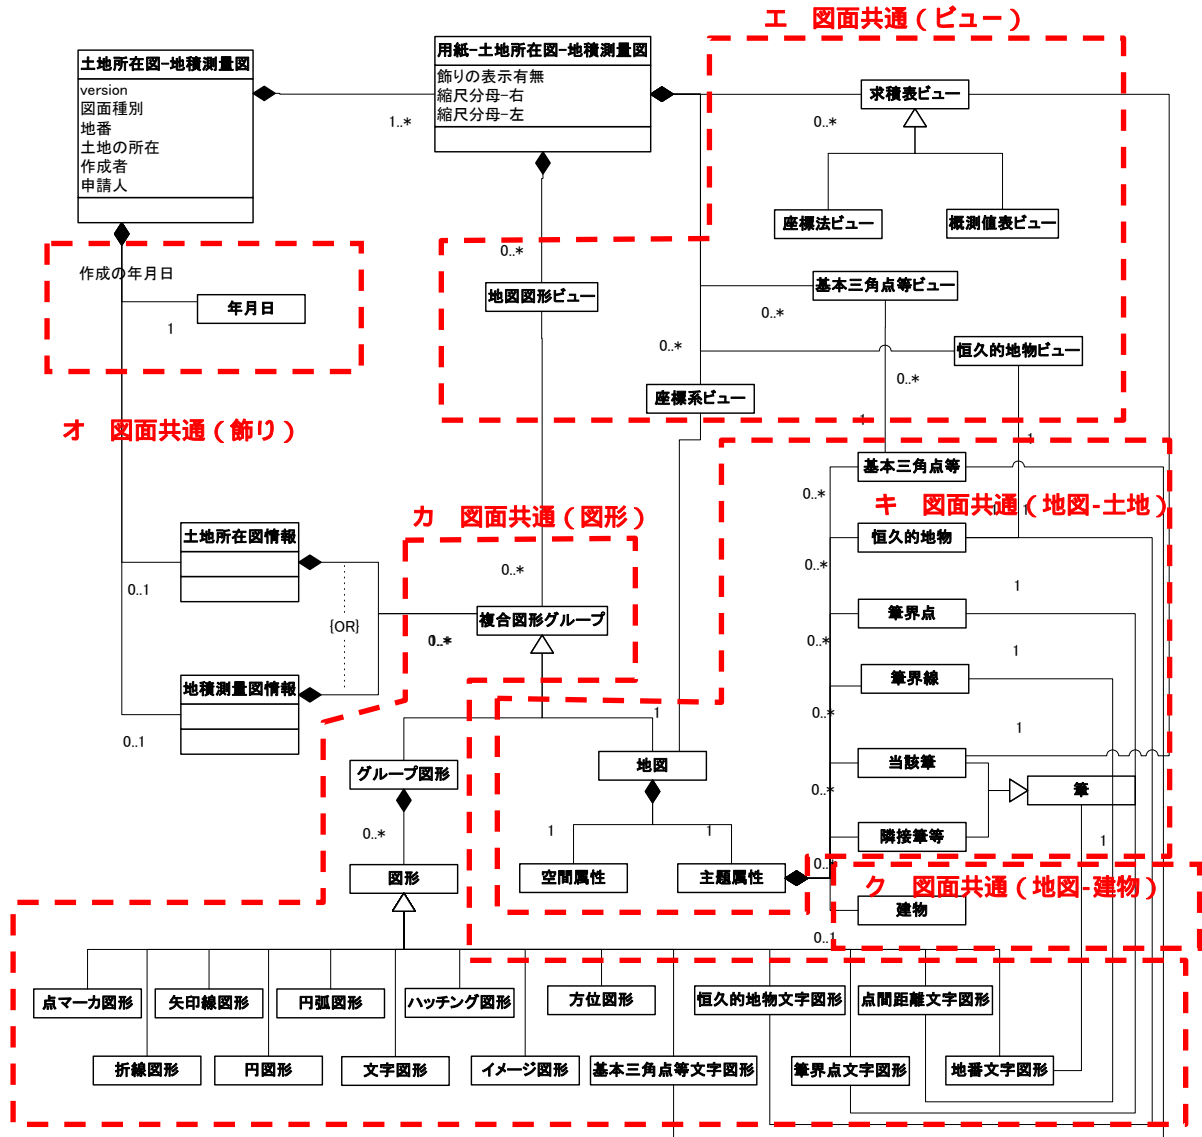 エ　図面共通（ビュー）
土地所在図-地積測量図
version
図面種別
地番
土地の所在
作成者
申請人
用紙-土地所在図-地積測量図
飾りの表示有無
縮尺分母-右
縮尺分母-左
1..*
求積表ビュー
0..*
座標法ビュー
概測値表ビュー
0..*
作成の年月日
年月日
1
地図図形ビュー
基本三角点等ビュー
0..*
0..*
恒久的地物ビュー
0..*
座標系ビュー
1
1
オ　図面共通（飾り）
基本三角点等
0..*
キ　図面共通（地図-土地）
1
カ　図面共通（図形）
土地所在図情報
恒久的地物
0..*
0..*
0..1
1
複合図形グループ
筆界点
{OR}
0..*
0..*
1
地積測量図情報
筆界線
1
0..*
0..1
1
グループ図形
地図
当該筆
筆
0..*
0..*
1
1
隣接筆等
1
図形
空間属性
主題属性
0..*
ク　図面共通（地図-建物）
建物
0..1
点マーカ図形
矢印線図形
円弧図形
ハッチング図形
方位図形
恒久的地物文字図形
点間距離文字図形
折線図形
円図形
文字図形
イメージ図形
基本三角点等文字図形
筆界点文字図形
地番文字図形